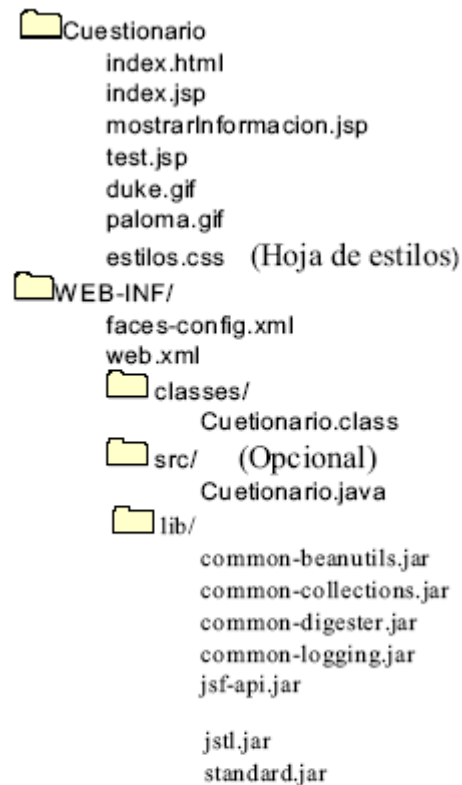 Cuestionario
index.html
index.jsp
mostrarInformacion.jsp
test.jsp
duke.gif
paloma.gif
estilos.css (Hoja de estilos)
WEB-INF/
faces-config.xml
web.xml
classes/
Cuetionario.class
src/ (Opcional)
Cuetionario.java
lib/
common-beanutils.jar
common-collections.jar
common-digester.jar
common-logging.jar
jsf-api.jar
jstl.jar
standard.jar